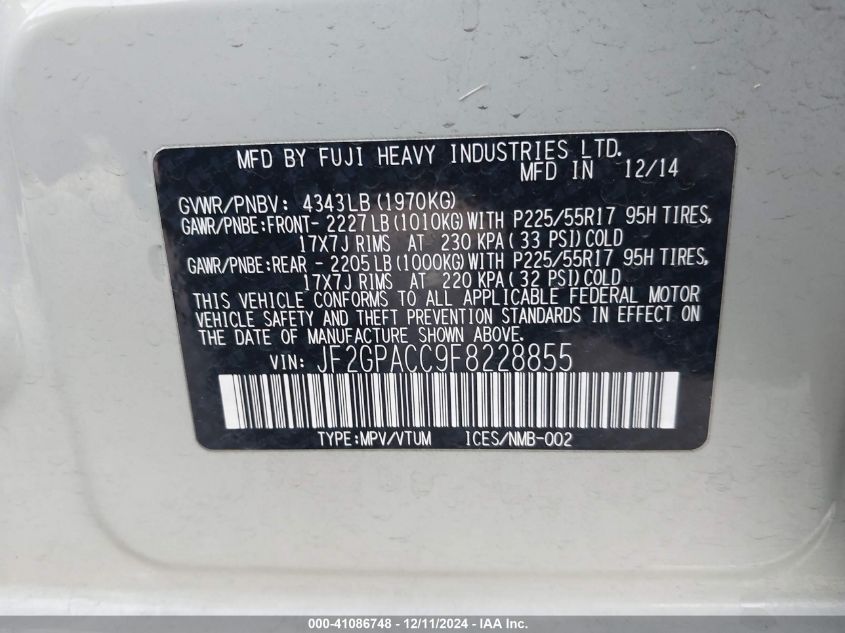 MFD BY FUJI HEAVY INDUSTRIES LTD.
MFD IN 12/14
GVWR/PNBV: 4343LB (1970KG)
GAWR/PNBE:FRONT- 2227LB (1010KG) WITH P225/55R17 95H TIRES,
17X7J RIMS AT 230 KPA ( 33 PSI) COLD
GAWR/PNBE:REAR - 2205LB (1000KG) WITH P225/55R17 95H TIRES,
17X7J RIMS AT 220 KPA ( 32 PSI) COLD
THIS VEHICLE CONFORMS TO ALL APPLICABLE FEDERAL MOTOR
VEHICLE SAFETY AND THEFT PREVENTION STANDARDS IN EFFECT ON
THE DATE OF MANUFACTURE SHOWN ABOVE.
VIN: JF2GPACC9F8228855
TYPE:MPV/VTUM ICES/NMB-002
000-41086748 - 12/11/2024 - IAA Inc.